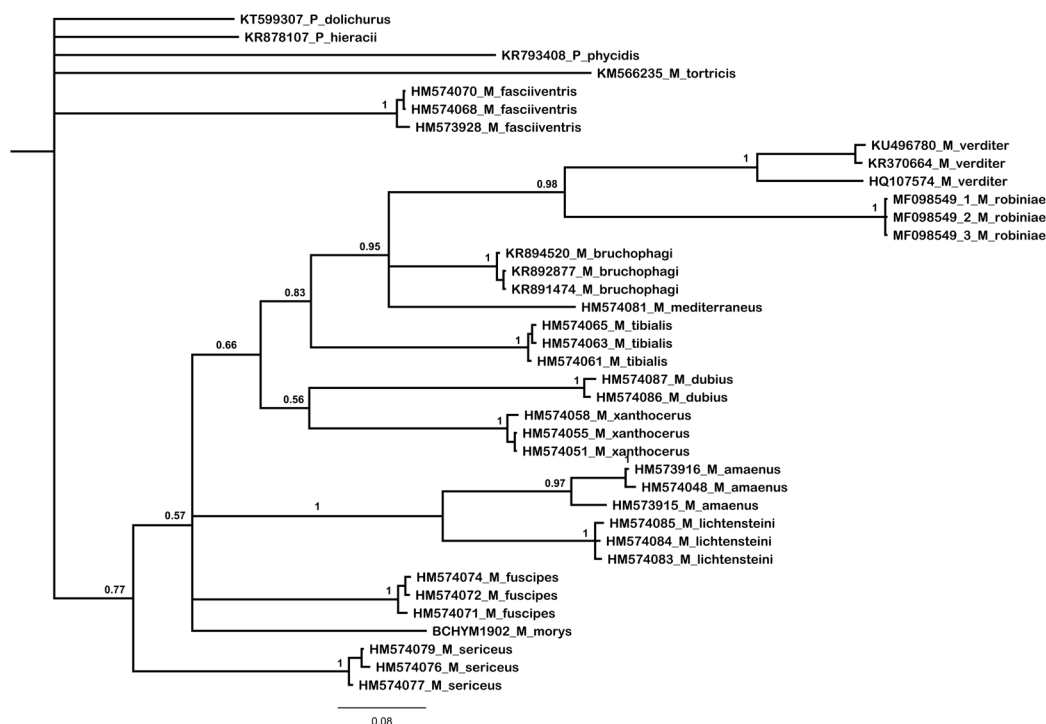 KT599307_P_dolichurus
KR878107_P_hieracii
KR793408_P_phycidis
KM566235_M_tortricis
HM574070_M_fasciiventris
1
HM574068_M_fasciiventris
HM573928_M_fasciiventris
KU496780_M_verditer
1
KR370664_M_verditer
HQ107574_M_verditer
0.98
MF098549_1_M_robiniae
1
MF098549_2_M_robiniae
MF098549_3_M_robiniae
0.95
KR894520_M_bruchophagi
1
KR892877_M_bruchophagi
KR891474_M_bruchophagi
0.83
HM574081_M_mediterraneus
HM574065_M_tibialis
1
HM574063_M_tibialis
0.66
HM574061_M_tibialis
HM574087_M_dubius
1
HM574086_M_dubius
0.56
HM574058_M_xanthocerus
1
HM574055_M_xanthocerus
HM574051_M_xanthocerus
1
HM573916_M_amaenus
0.97
HM574048_M_amaenus
HM573915_M_amaenus
1
0.57
HM574085_M_lichtensteini
1
HM574084_M_lichtensteini
HM574083_M_lichtensteini
HM574074_M_fuscipes
0.77
1
HM574072_M_fuscipes
HM574071_M_fuscipes
BCHYM1902_M_morys
HM574079_M_sericeus
1
HM574076_M_sericeus
HM574077_M_sericeus
0.08